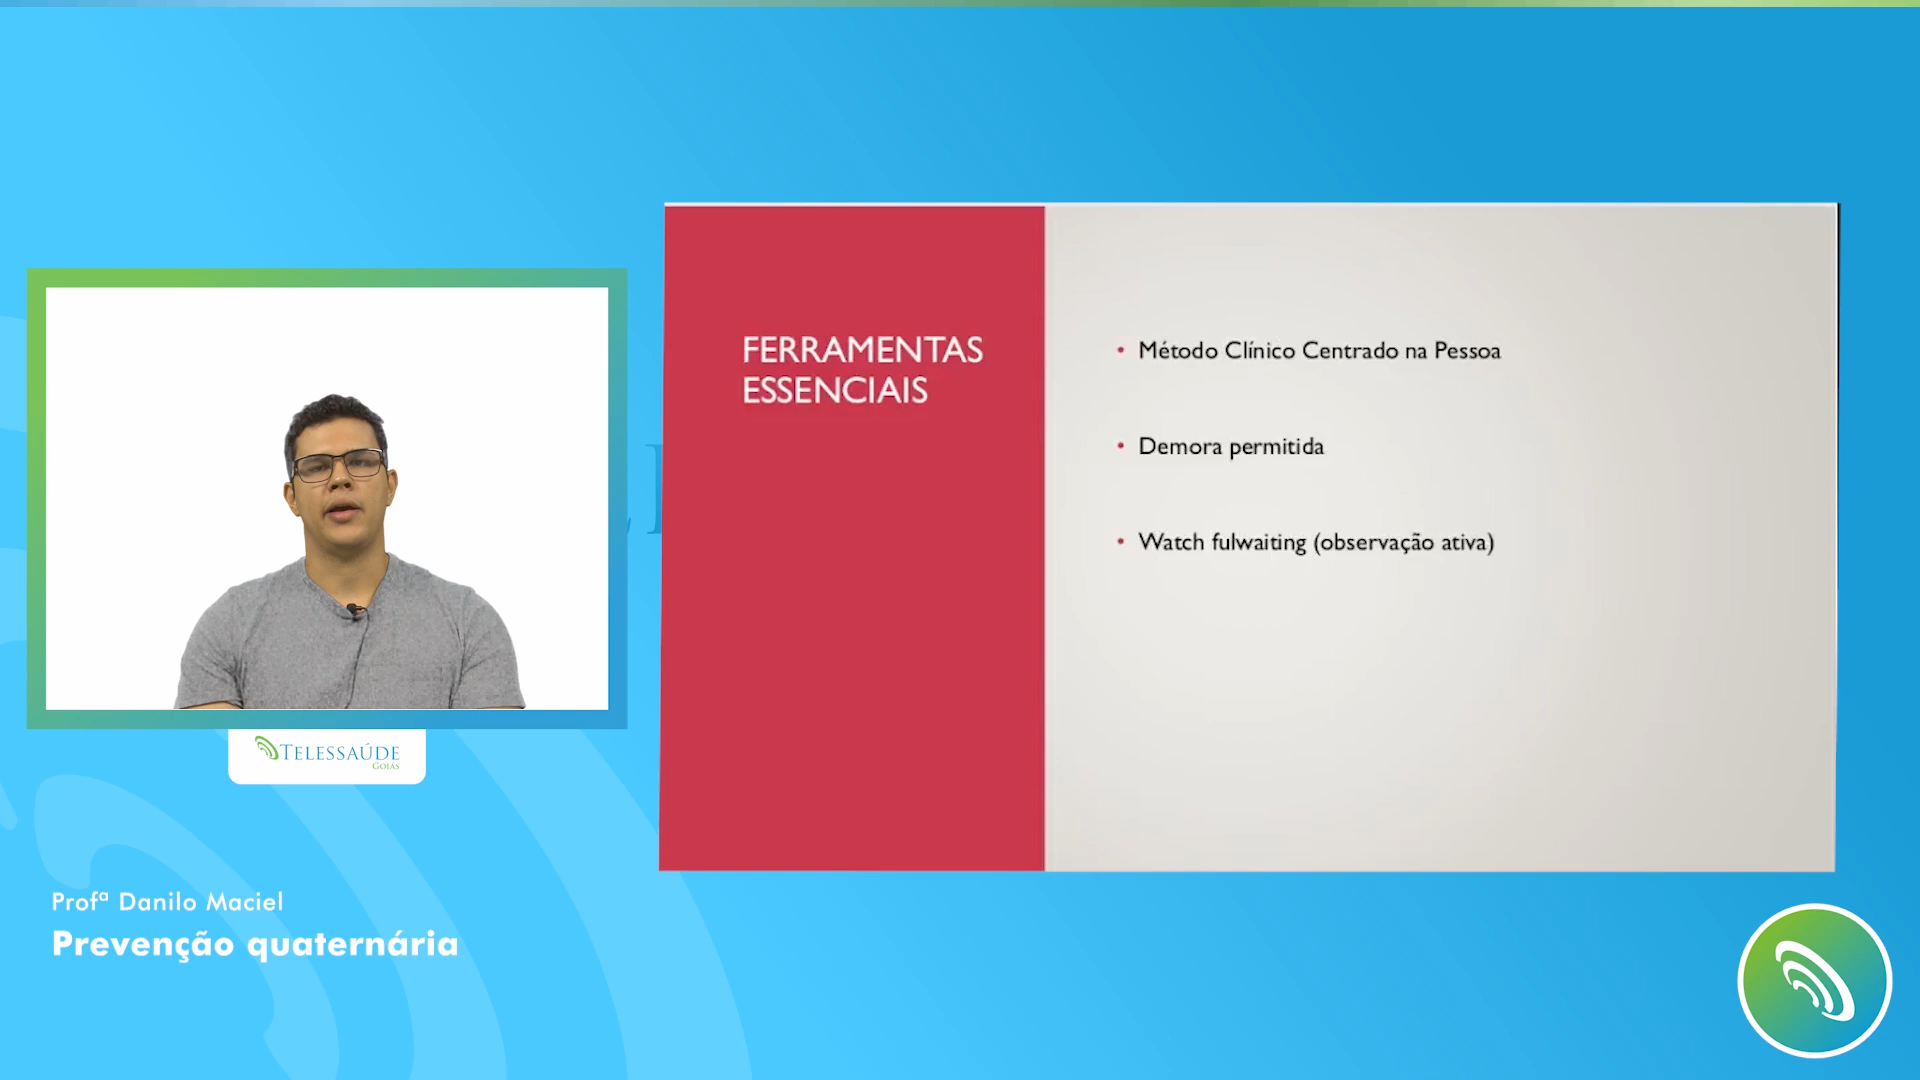 FERRAMENTAS
ESSENCIAIS
• Método Clínico Centrado na Pessoa
• Demora permitida
• Watch fulwaiting (observação ativa)
TELESSAÚDE
GOIÁS
Profª Danilo Maciel
Prevenção quaternária